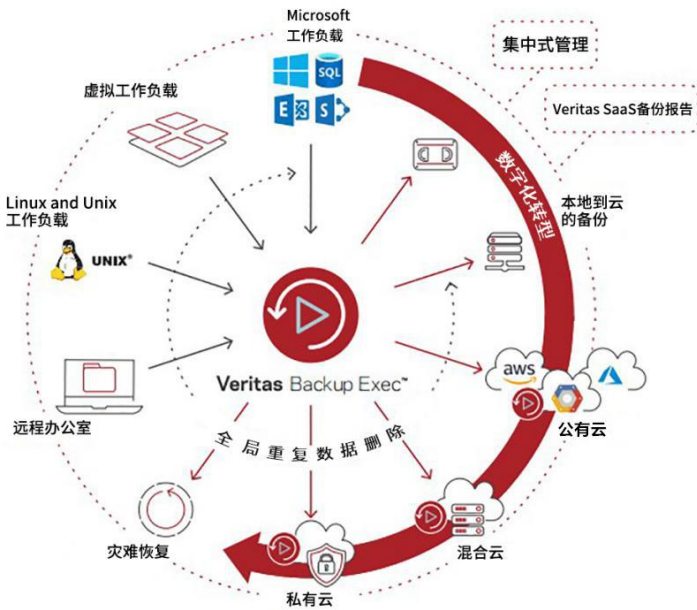 Microsoft
工作负载
SQL
E
S
集中式管理
Veritas SaaS备份报告
虚拟工作负载
数字化转型
本地到云
的备份
Linux and Unix
工作负载
UNIX®
aws
Veritas Backup Exec™
远程办公室
公有云
全局重复数据删除
灾难恢复
混合云
私有云